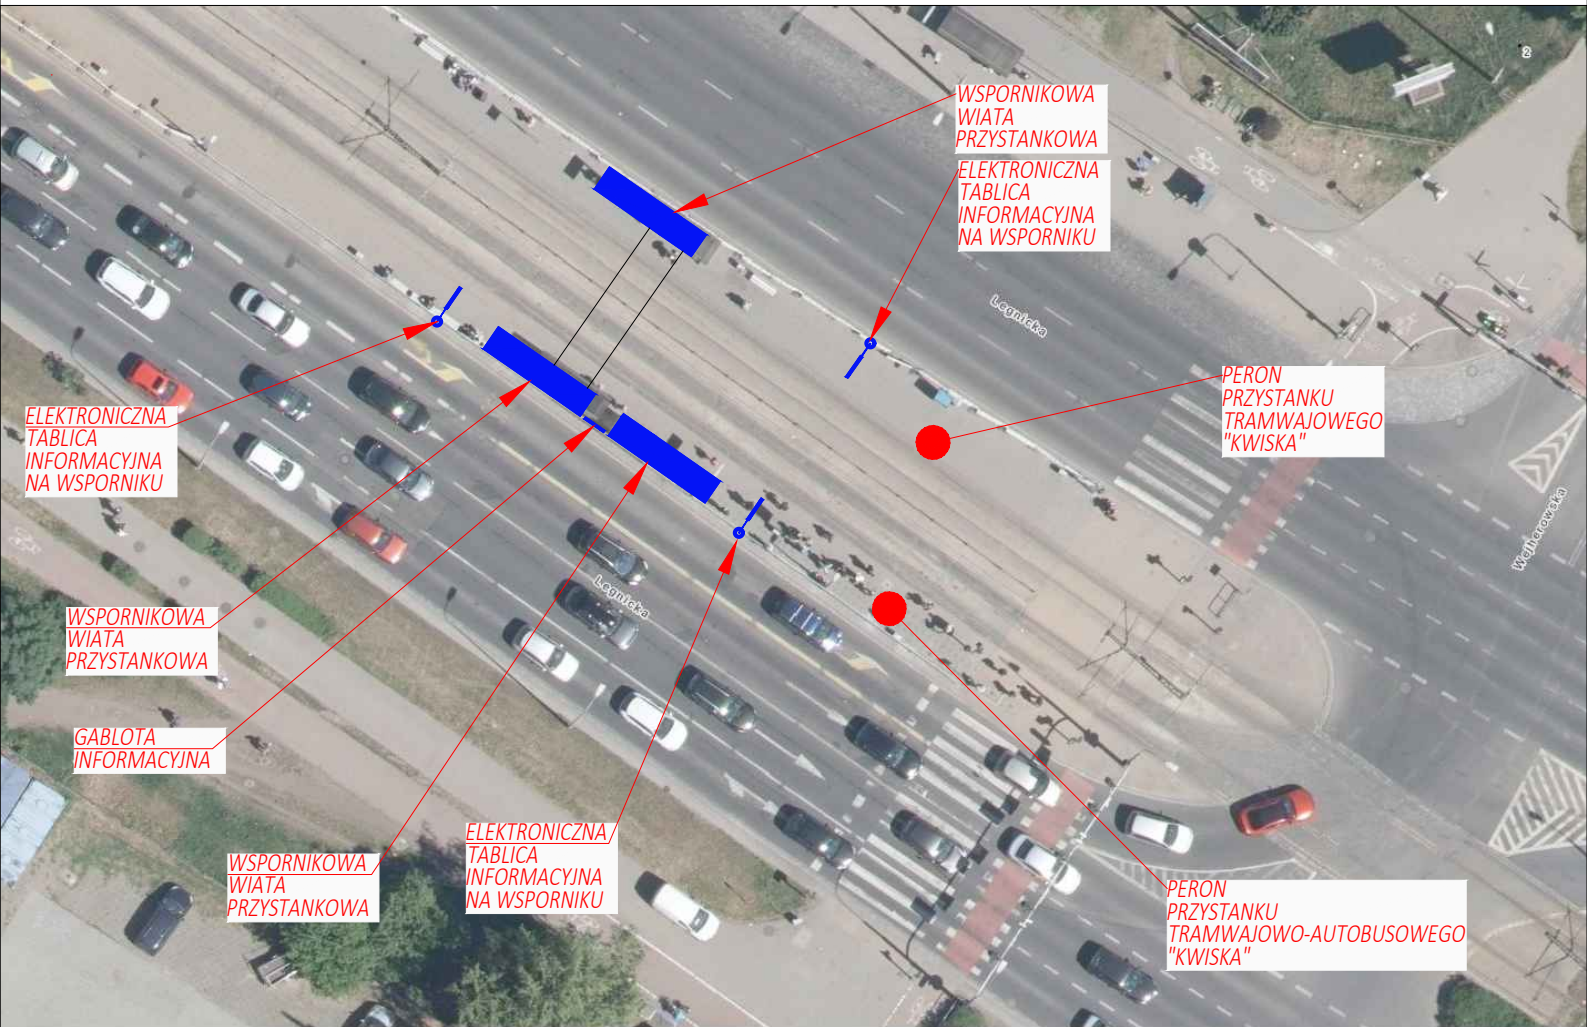 WSPORNIKOWA
WIATA
PRZYSTANKOWA
ELEKTRONICZNA
TABLICA
INFORMACYJNA
NA WSPORNIKU
2
Legnicka
PERON
PRZYSTANKU
TRAMWAJOWEGO
"KWISKA"
ELEKTRONICZNA
TABLICA
INFORMACYJNA
NA WSPORNIKU
Wejherowska
Legnicka
WSPORNIKOWA
WIATA
PRZYSTANKOWA
GABLOTA
INFORMACYJNA
WSPORNIKOWA
WIATA
PRZYSTANKOWA
ELEKTRONICZNA
TABLICA
INFORMACYJNA
NA WSPORNIKU
PERON
PRZYSTANKU
TRAMWAJOWO-AUTOBUSOWEGO
"KWISKA"